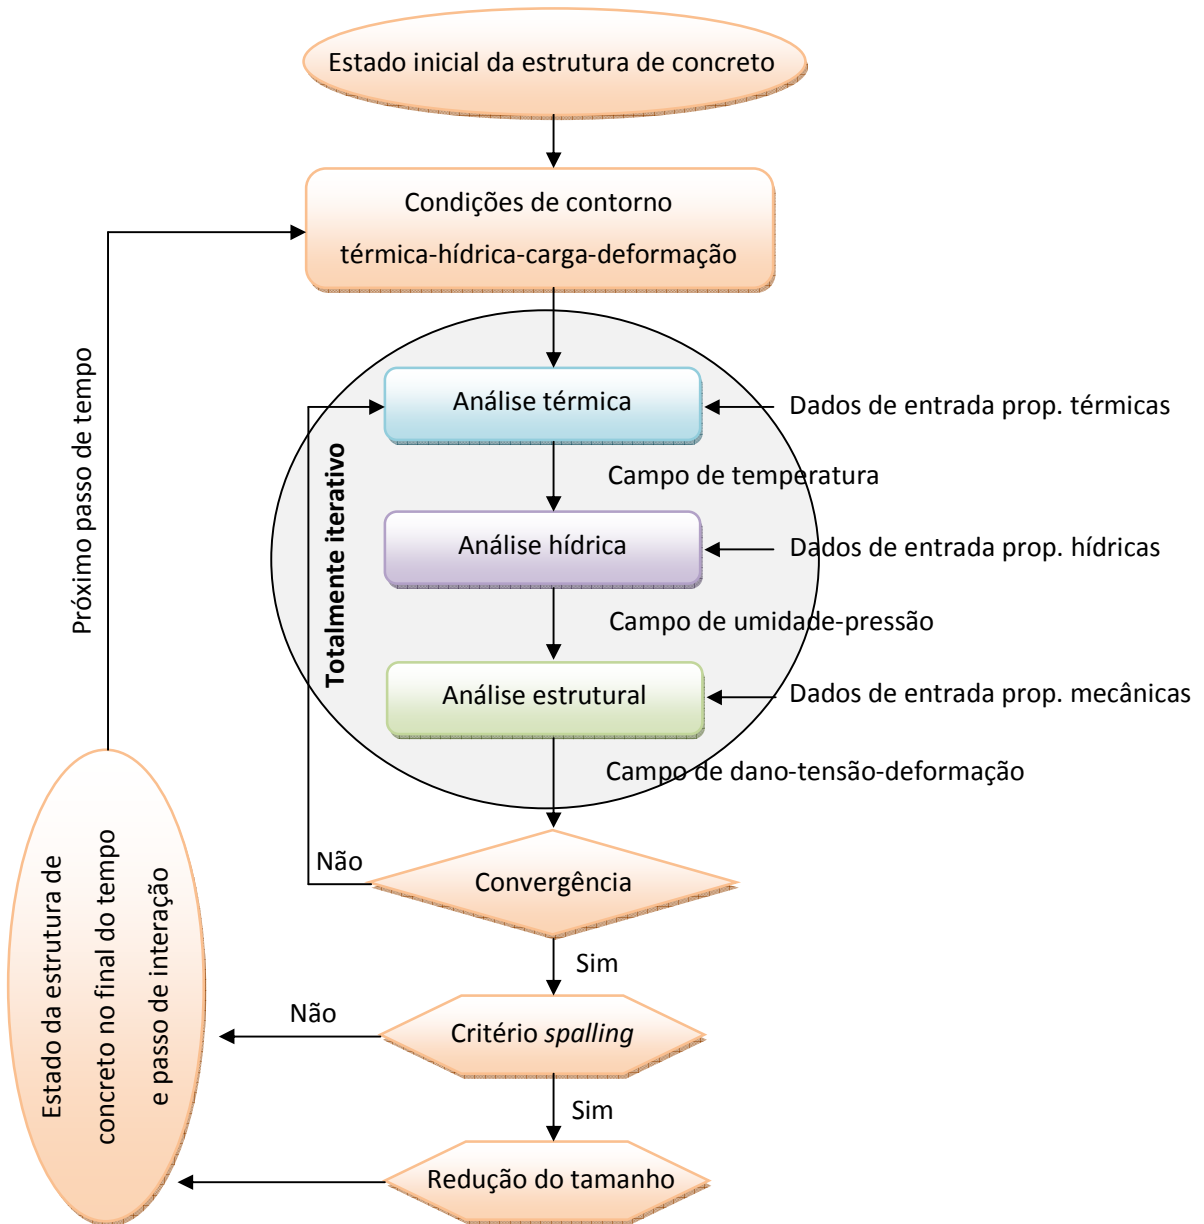 Estado inicial da estrutura de concreto
Condições de contorno
térmica-hídrica-carga-deformação
Análise térmica
Dados de entrada prop. térmicas
Campo de temperatura
Análise hídrica
Dados de entrada prop. hídricas
Campo de umidade-pressão
Análise estrutural
Dados de entrada prop. mecânicas
Campo de dano-tensão-deformação
Totalmente iterativo
Próximo passo de tempo
Não
Convergência
Sim
Não
Critério spalling
Sim
Redução do tamanho
Estado da estrutura de
concreto no final do tempo
e passo de interação